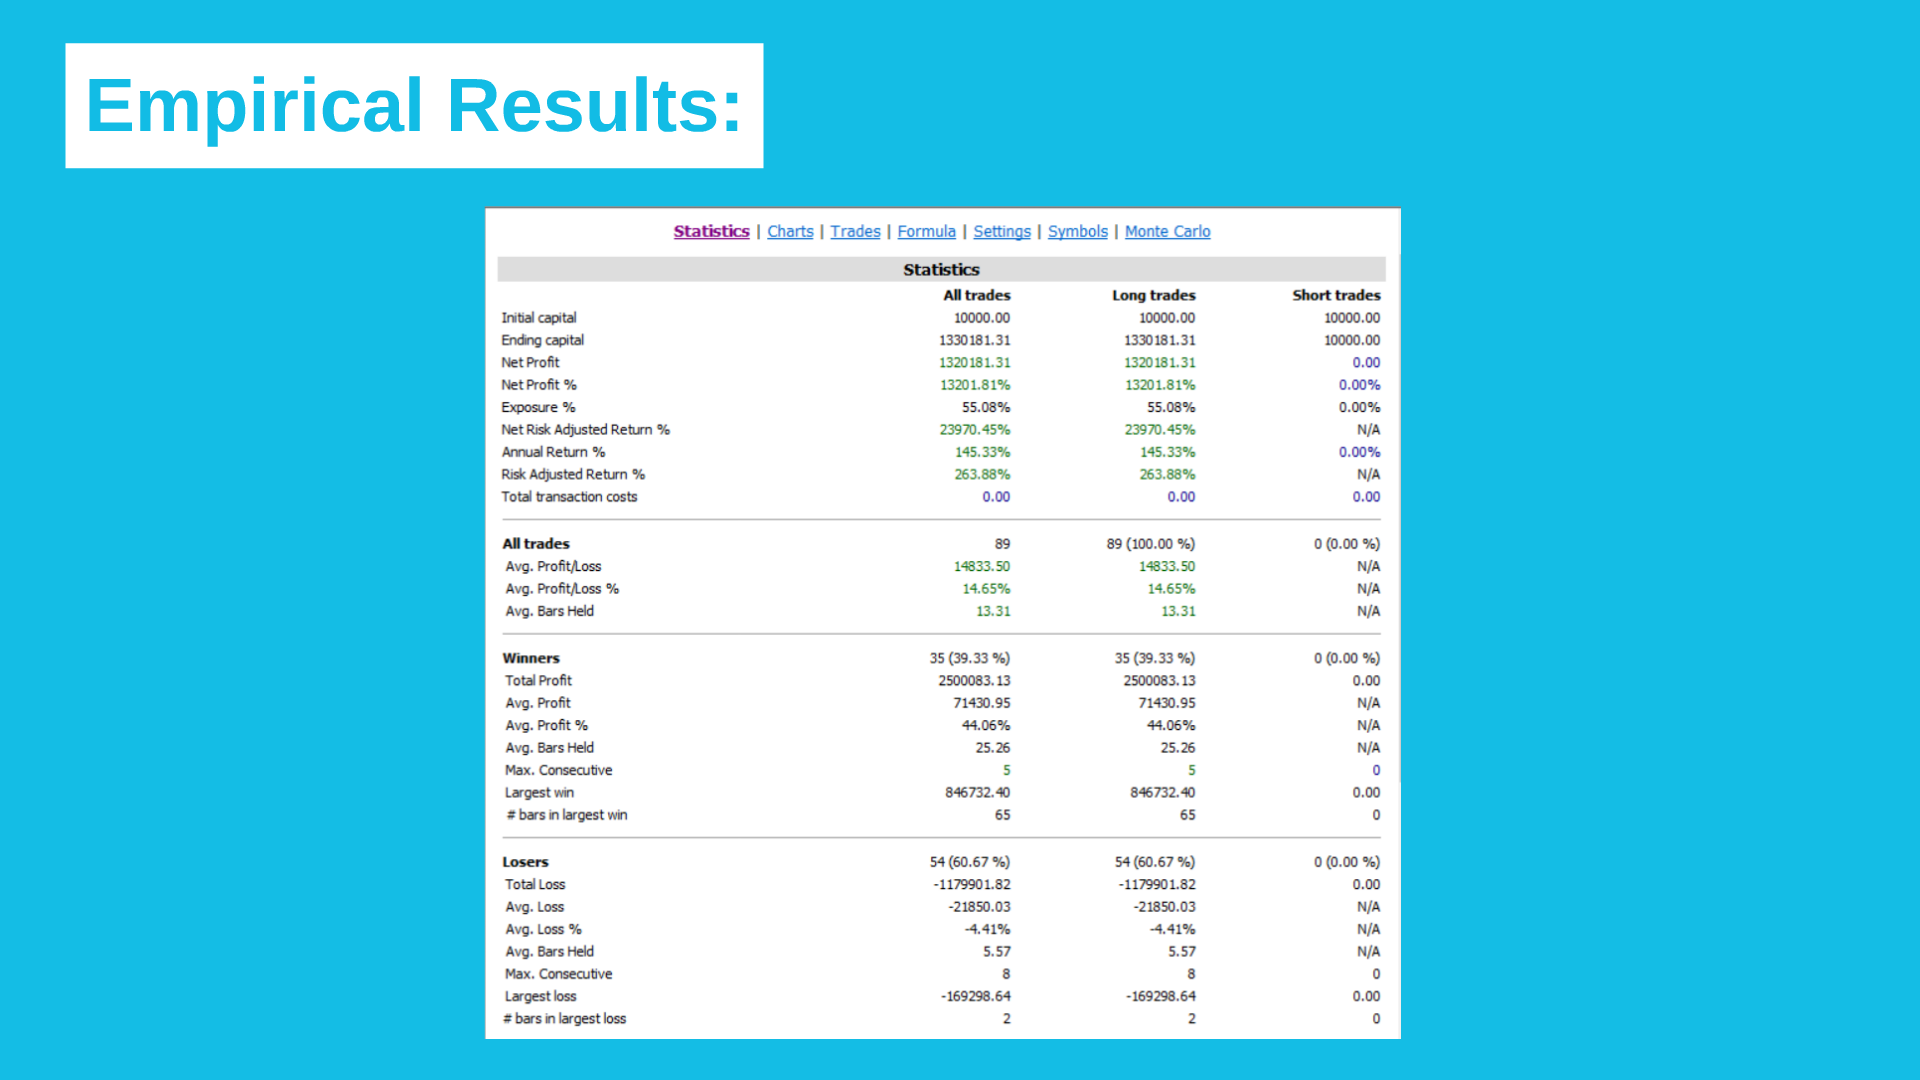 Empirical Results:
Statistics | Charts | Trades | Formula | Settings | Symbols | Monte Carlo
Statistics
All trades Long trades Short trades
Initial capital 10000.00 10000.00 10000.00
Ending capital 1330181.31 1330181.31 10000.00
Net Profit 1320181.31 1320181.31 0.00
Net Profit % 13201.81% 13201.81% 0.00%
Exposure % 55.08% 55.08% 0.00%
Net Risk Adjusted Return % 23970.45% 23970.45% N/A
Annual Return % 145.33% 145.33% 0.00%
Risk Adjusted Return % 263.88% 263.88% N/A
Total transaction costs 0.00 0.00 0.00
All trades 89 89 (100.00 %) 0 (0.00 %)
Avg. Profit/Loss 14833.50 14833.50 N/A
Avg. Profit/Loss % 14.65% 14.65% N/A
Avg. Bars Held 13.31 13.31 N/A
Winners 35 (39.33 %) 35 (39.33 %) 0 (0.00 %)
Total Profit 2500083.13 2500083.13 0.00
Avg. Profit 71430.95 71430.95 N/A
Avg. Profit % 44.06% 44.06% N/A
Avg. Bars Held 25.26 25.26 N/A
Max. Consecutive 5 5 0
Largest win 846732.40 846732.40 0.00
# bars in largest win 65 65 0
Losers 54 (60.67 %) 54 (60.67 %) 0 (0.00 %)
Total Loss -1179901.82 -1179901.82 0.00
Avg. Loss -21850.03 -21850.03 N/A
Avg. Loss % -4.41% -4.41% N/A
Avg. Bars Held 5.57 5.57 N/A
Max. Consecutive 8 8 0
Largest loss -169298.64 -169298.64 0.00
# bars in largest loss 2 2 0